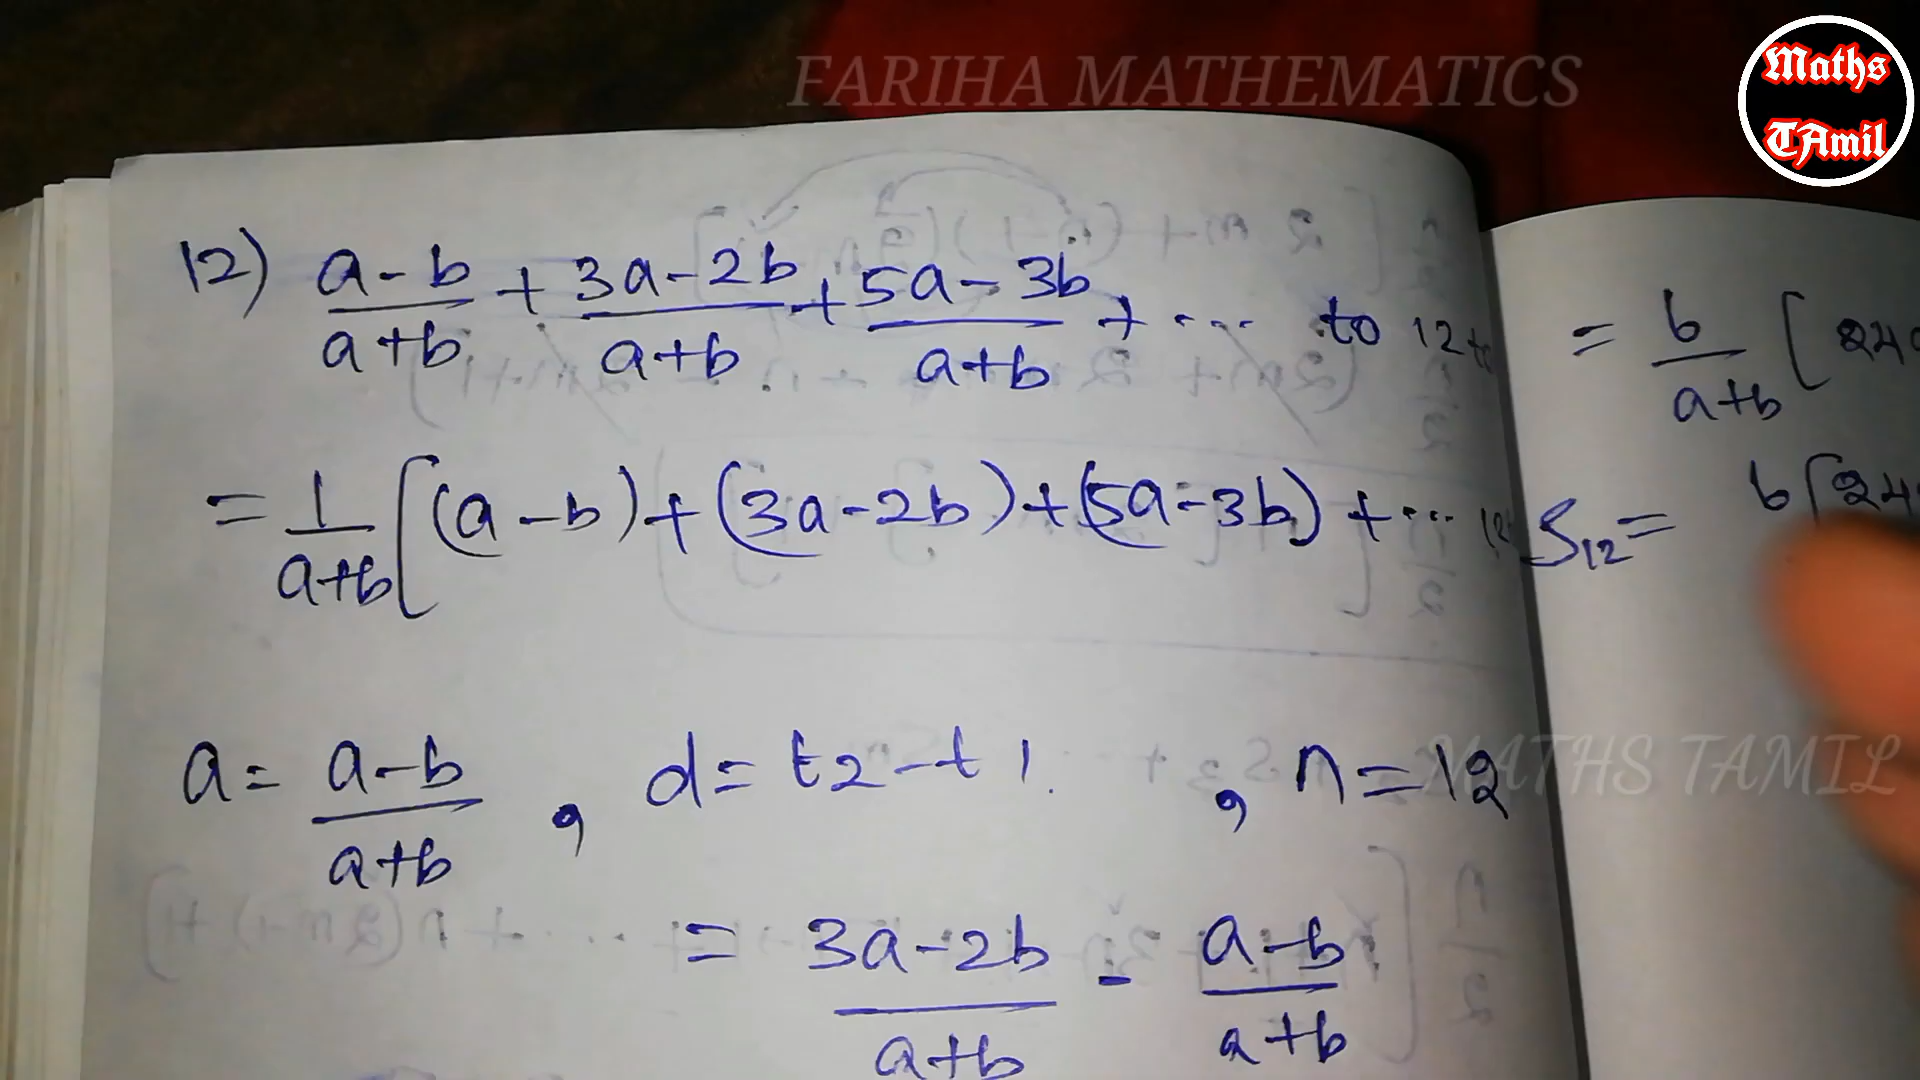 FARIHA MATHEMATICS
Maths
TAmil
12) a-b/a+b + 3a-2b/a+b + 5a-3b/a+b + ... to 12
= 1/a+b [(a-b)+(3a-2b)+(5a-3b)+...
a = a-b/a+b , d = t2-t1 , n = 12
= 3a-2b/a+b - a-b/a+b
= b/a+b [
S12 =
MATHS TAMIL